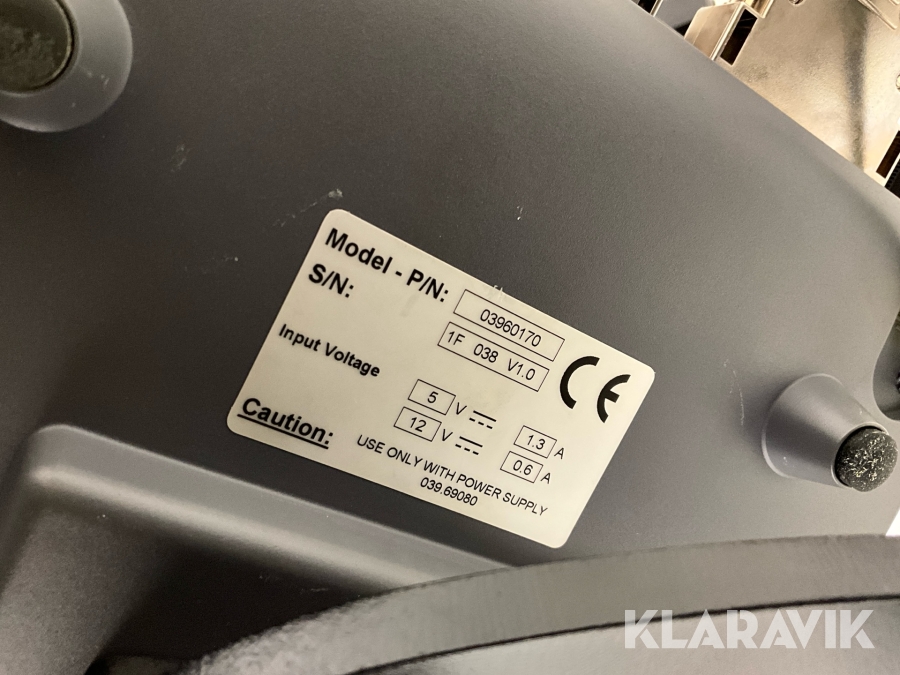 Model - P/N: 03960170
S/N: 1F 038 V1.0
CE
Input Voltage 5 V 1.3 A
12 V 0.6 A
Caution: USE ONLY WITH POWER SUPPLY
039.69080
KLARAVIK